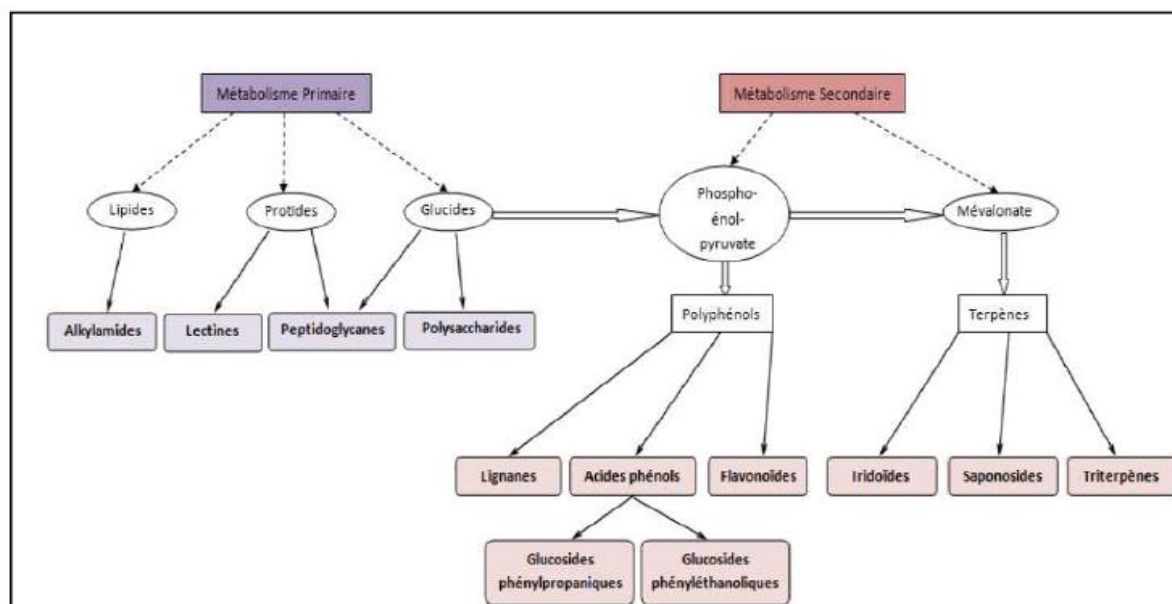 Métabolisme Primaire
Métabolisme Secondaire
Lipides
Protides
Glucides
Phospho-
énol-
pyruvate
Mévalonate
Alkylamides
Lectines
Peptidoglycanes
Polysaccharides
Polyphénols
Terpènes
Lignanes
Acides phénols
Flavonoïdes
Iridoïdes
Saponosides
Triterpènes
Glucosides
phénylpropaniques
Glucosides
phényléthanoliques